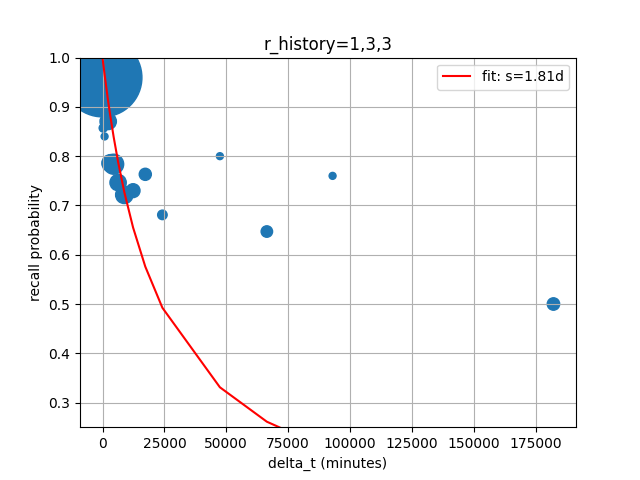 r_history=1,3,3
fit: s=1.81d
recall probability
1.0
0.9
0.8
0.7
0.6
0.5
0.4
0.3
0 25000 50000 75000 100000 125000 150000 175000
delta_t (minutes)